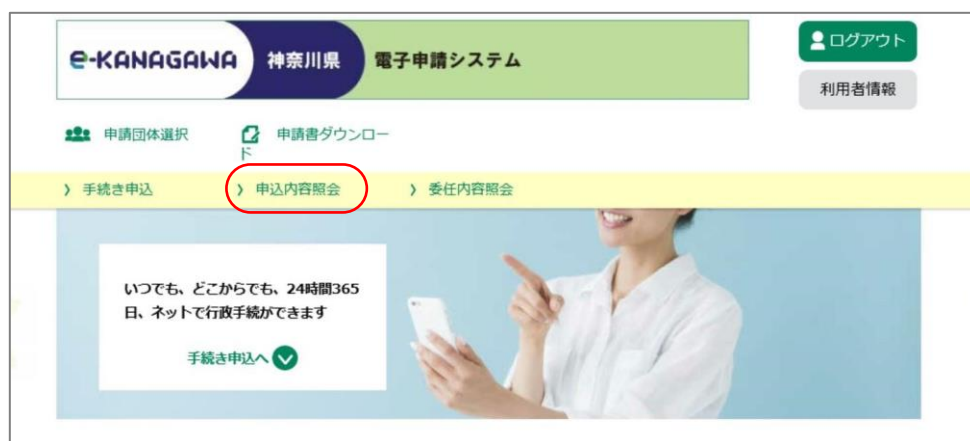 e-KANAGAWA 神奈川県 電子申請システム
ログアウト
利用者情報
申請団体選択 申請書ダウンロー
ド
手続き申込 申込内容照会 委任内容照会
いつでも、どこからでも、24時間365
日、ネットで行政手続ができます
手続き申込へ